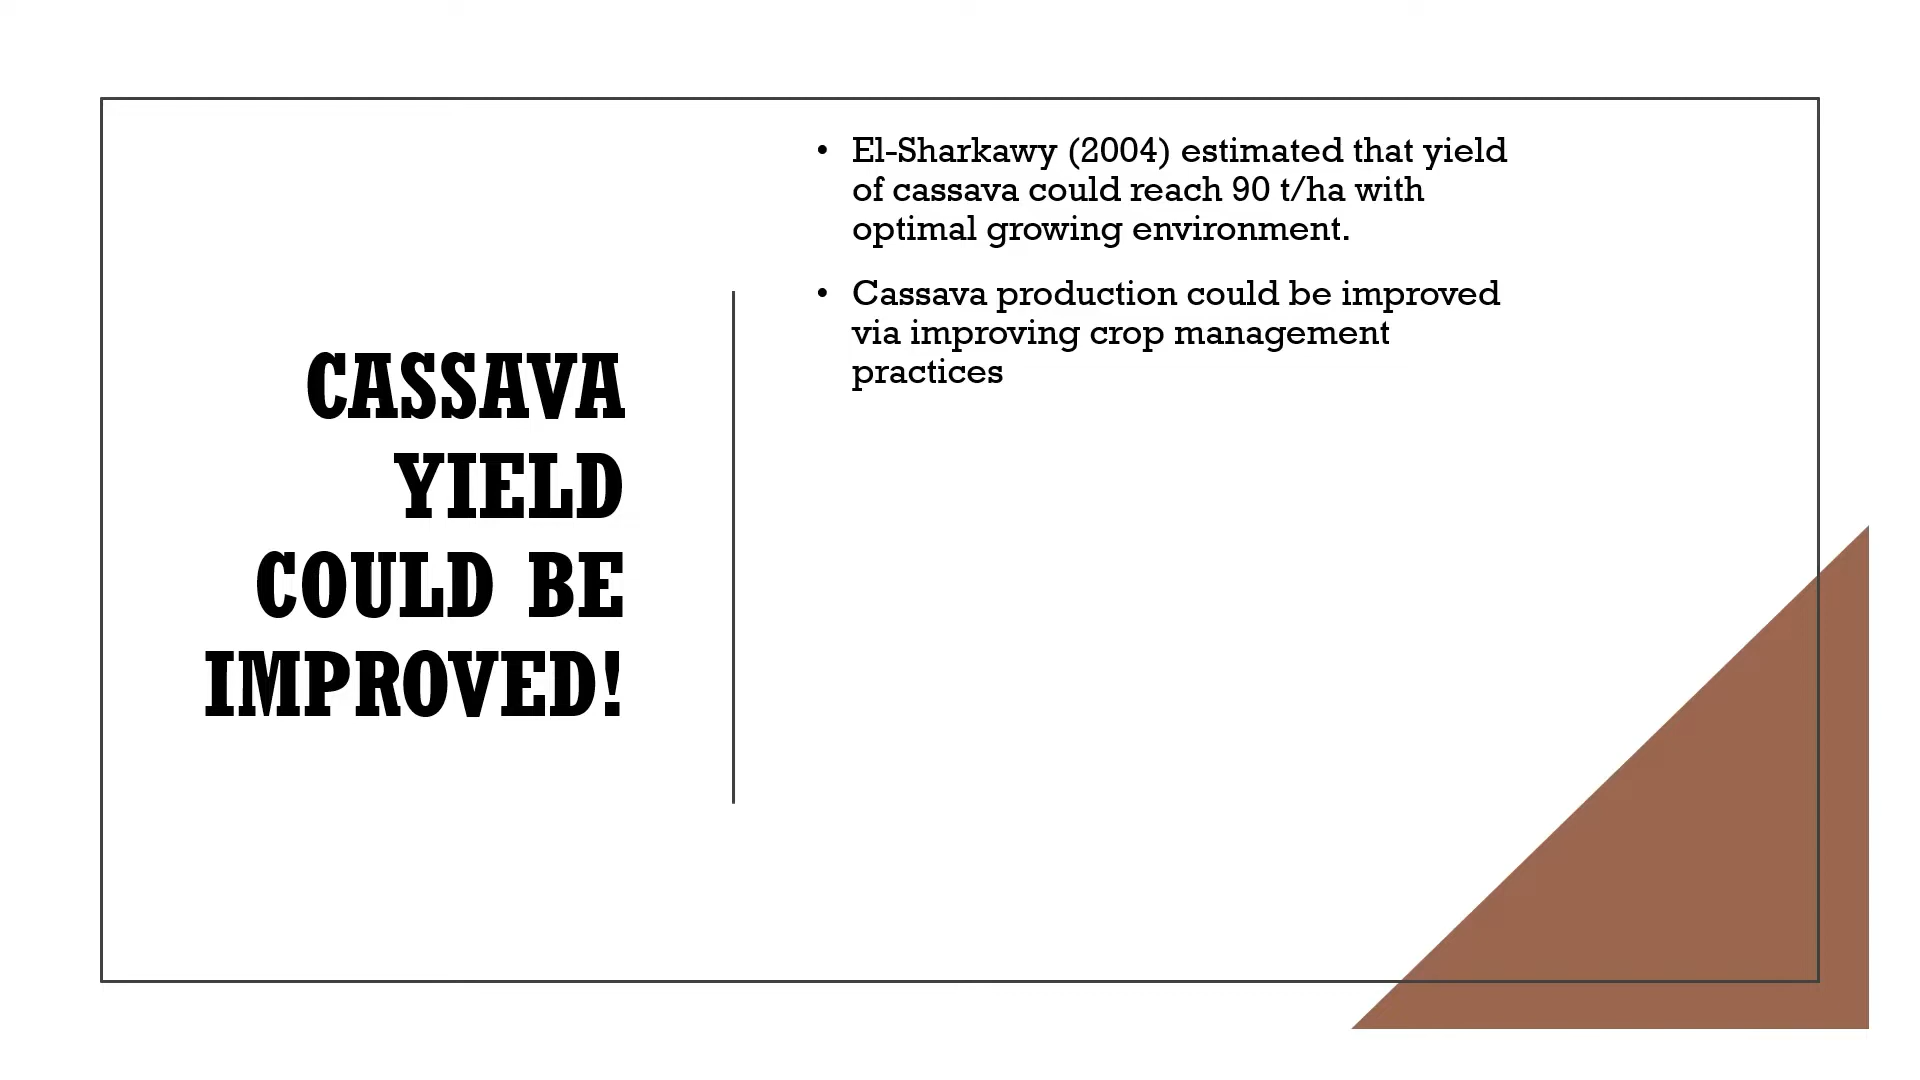 CASSAVA
YIELD
COULD BE
IMPROVED!
• El-Sharkawy (2004) estimated that yield
of cassava could reach 90 t/ha with
optimal growing environment.
• Cassava production could be improved
via improving crop management
practices